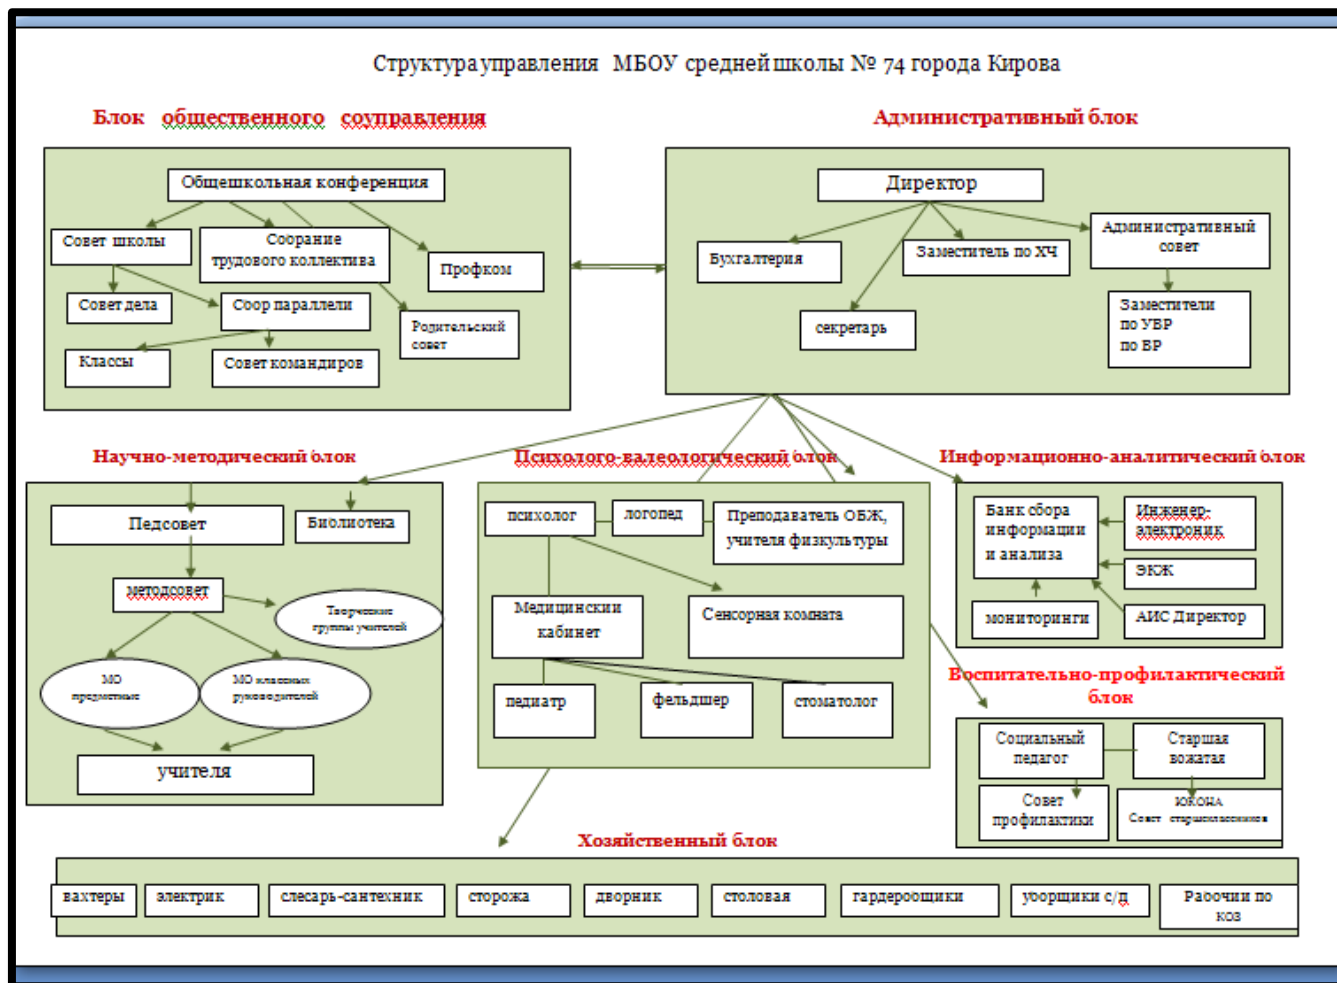 Структура управления МБОУ средней школы № 74 города Кирова
Блок общественного соуправления
Административный блок
Общешкольная конференция
Совет школы
Соорание
трудового коллектива
Профком
Совет дела
Соор параллели
Родительский
совет
Классы
Совет командиров
Директор
Бухгалтерия
Заместитель по ХЧ
Административный
совет
секретарь
Заместители
по УВР
по ВР
Научно-методический блок
Психолого-валеологический блок
Информационно-аналитический блок
Педсовет
Библиотека
методсовет
Творческие
группы учителей
МО
предметные
МО классных
руководителей
учителя
психолог
логопед
Преподаватель ОБЖ,
учителя физкультуры
Медицинский
кабинет
Сенсорная комната
педиатр
фельдшер
стоматолог
Банк сбора
информации
и анализа
Инженер-
электроник
ЭКЖ
мониторинги
АИС Директор
Воспитательно-профилактический
блок
Социальный
педагог
Старшая
вожатая
Совет
профилактики
ЮКОНА
Совет старшеклассников
Хозяйственный блок
вахтеры
электрик
слесарь-сантехник
сторожа
дворник
столовая
гардеробщики
уборщики с/д
Рабочий по
коз